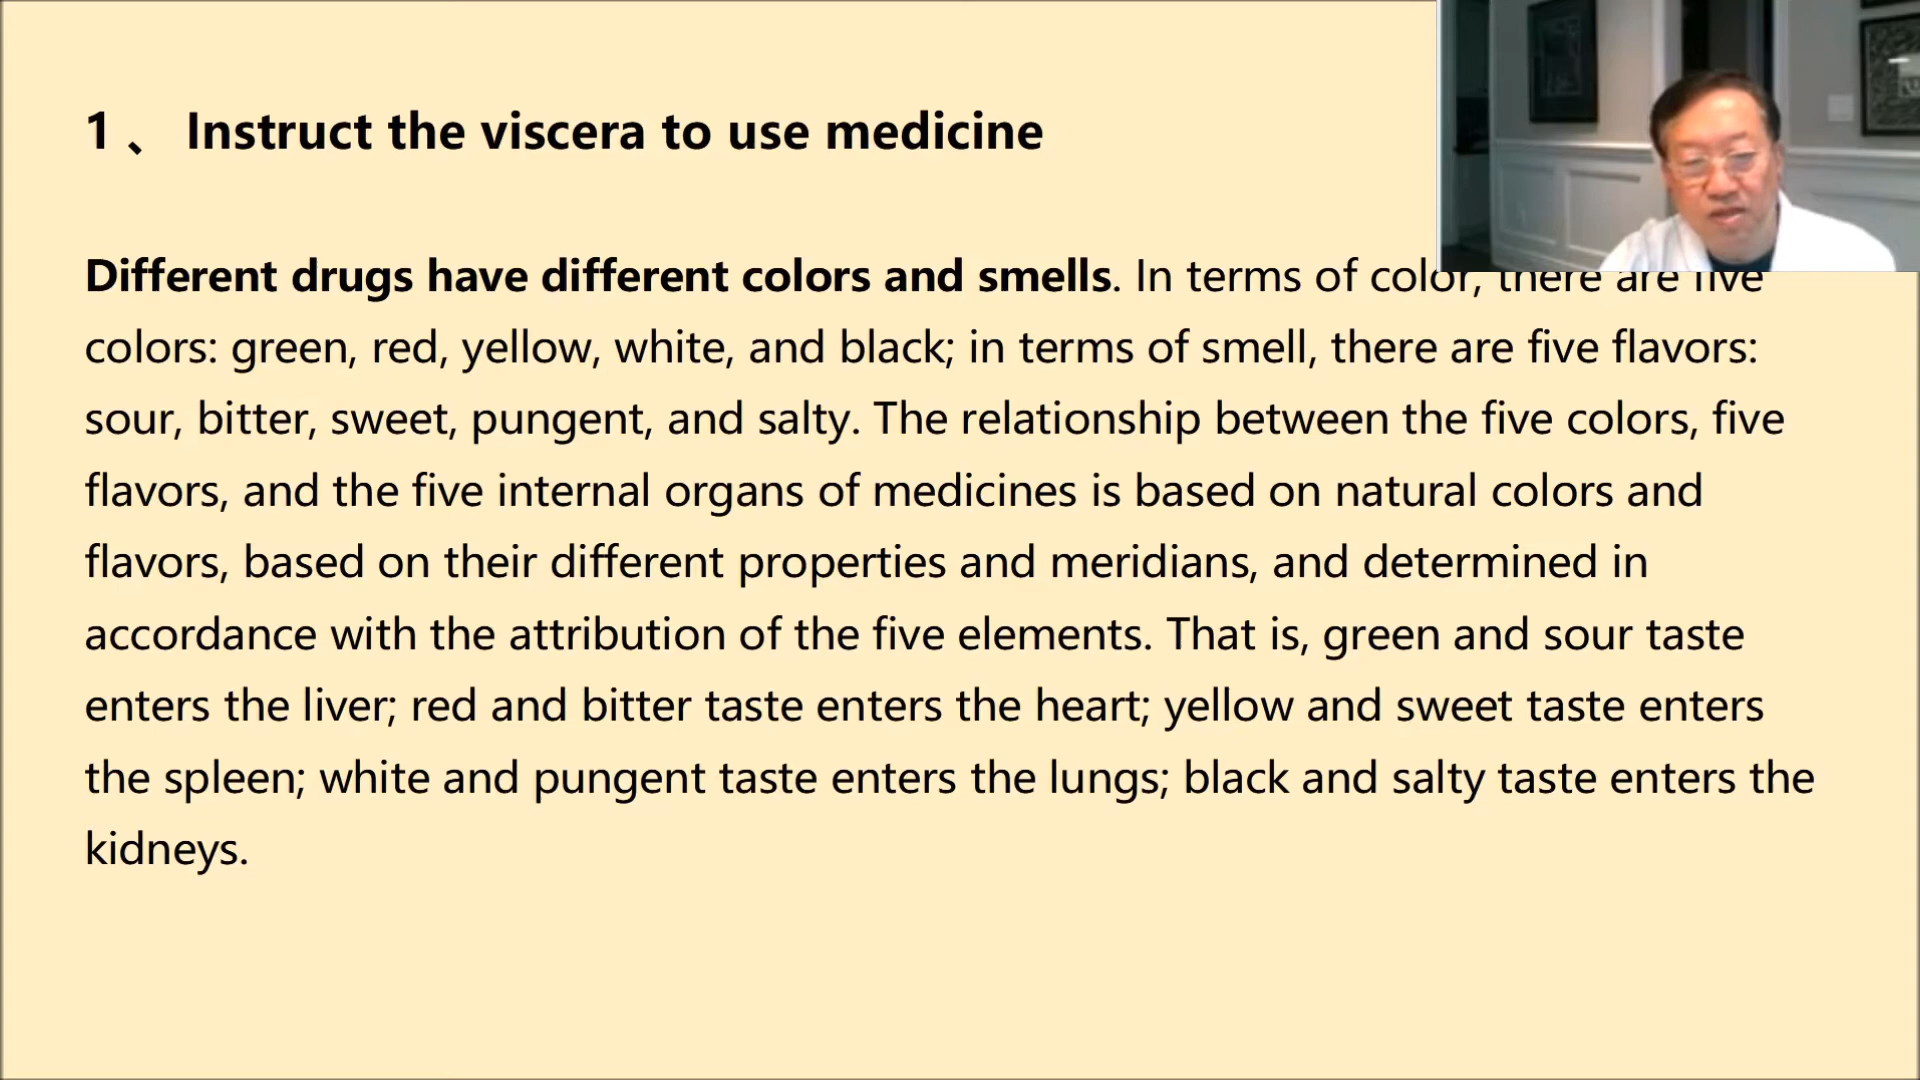 1、 Instruct the viscera to use medicine
Different drugs have different colors and smells. In terms of color, there are five
colors: green, red, yellow, white, and black; in terms of smell, there are five flavors:
sour, bitter, sweet, pungent, and salty. The relationship between the five colors, five
flavors, and the five internal organs of medicines is based on natural colors and
flavors, based on their different properties and meridians, and determined in
accordance with the attribution of the five elements. That is, green and sour taste
enters the liver; red and bitter taste enters the heart; yellow and sweet taste enters
the spleen; white and pungent taste enters the lungs; black and salty taste enters the
kidneys.